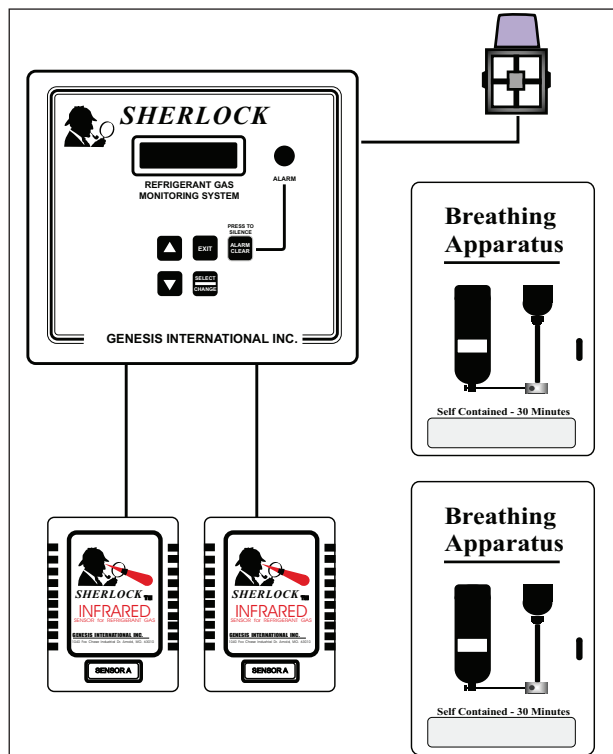 SHERLOCK
REFRIGERANT GAS
MONITORING SYSTEM
ALARM
PRESS TO
SILENCE
EXIT
ALARM
CLEAR
SELECT
CHANGE
GENESIS INTERNATIONAL INC.
Breathing
Apparatus
Self Contained - 30 Minutes
SHERLOCK TM
INFRARED
SENSOR for REFRIGERANT GAS
GENESIS INTERNATIONAL INC.
SENSOR A
SHERLOCK TM
INFRARED
SENSOR for REFRIGERANT GAS
GENESIS INTERNATIONAL INC.
SENSOR A
Breathing
Apparatus
Self Contained - 30 Minutes